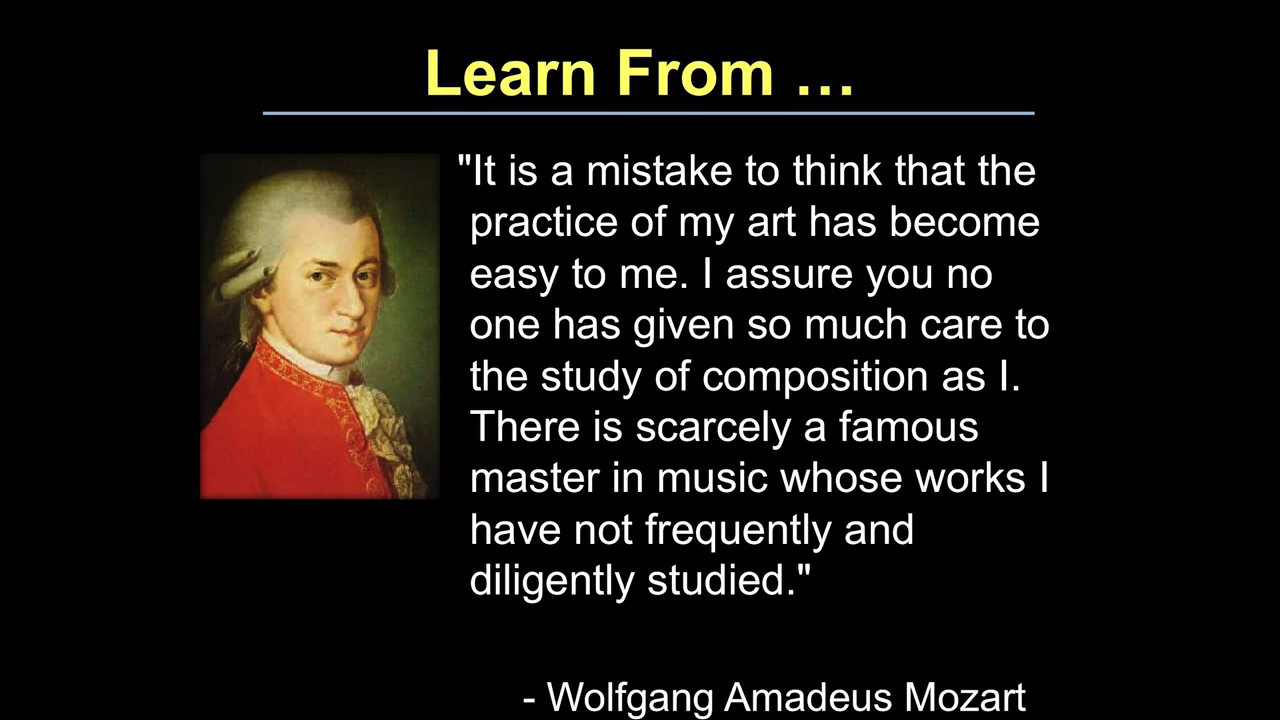 Learn From …
"It is a mistake to think that the
practice of my art has become
easy to me. I assure you no
one has given so much care to
the study of composition as I.
There is scarcely a famous
master in music whose works I
have not frequently and
diligently studied."
- Wolfgang Amadeus Mozart